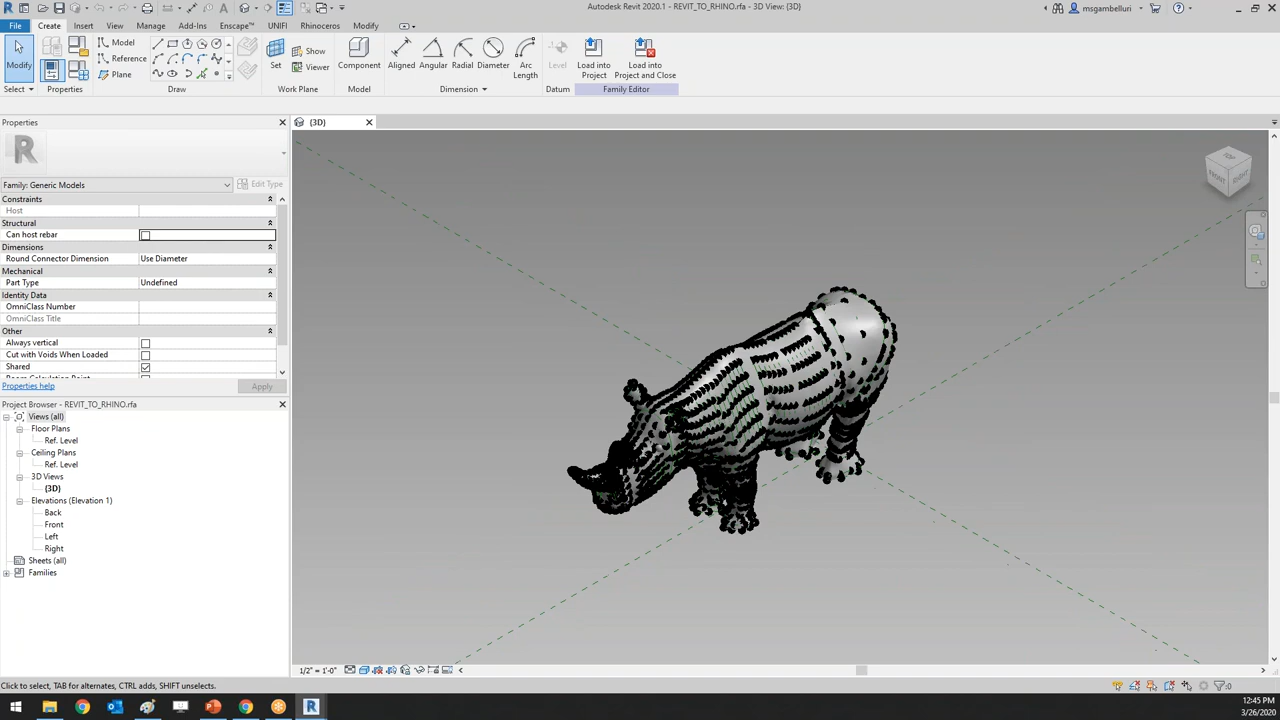 Autodesk Revit 2020.1 - REVIT_TO_RHINO.rfa - 3D View: {3D}
msgambelluri
File
Create
Insert
View
Manage
Add-Ins
Enscape™
UNIFI
Rhinoceros
Modify
Modify
Select
Properties
Model
Reference
Plane
Draw
Set
Show
Viewer
Work Plane
Component
Model
Aligned
Angular
Radial
Diameter
Arc
Length
Dimension
Level
Datum
Load into
Project
Load into
Project and Close
Family Editor
Properties
{3D}
R
Family: Generic Models
Edit Type
Constraints
Host
Structural
Can host rebar
Dimensions
Round Connector Dimension Use Diameter
Mechanical
Part Type Undefined
Identity Data
OmniClass Number
OmniClass Title
Other
Always vertical
Cut with Voids When Loaded
Shared
Properties help
Apply
Project Browser - REVIT_TO_RHINO.rfa
Views (all)
Floor Plans
Ref. Level
Ceiling Plans
Ref. Level
3D Views
{3D}
Elevations (Elevation 1)
Back
Front
Left
Right
Sheets (all)
Families
TOP
FRONT
RIGHT
1/2" = 1'-0"
Click to select, TAB for alternates, CTRL adds, SHIFT unselects.
:0
12:45 PM
3/26/2020